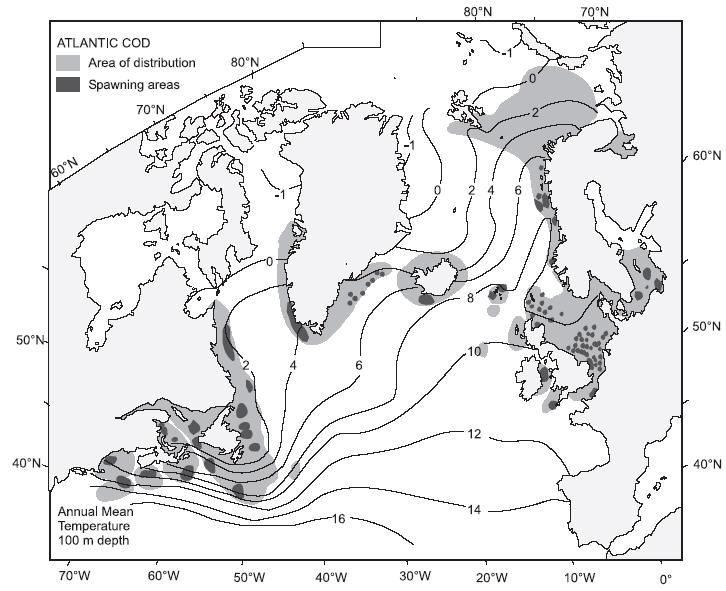 80°N 70°N
ATLANTIC COD
Area of distribution
Spawning areas
80°N
70°N
60°N
60°N
50°N
50°N
40°N
40°N
-1
0
2
-1
0 2 4 6
-1
0
8
2 4 6
10
12
14
16
Annual Mean
Temperature
100 m depth
70°W 60°W 50°W 40°W 30°W 20°W 10°W 0°